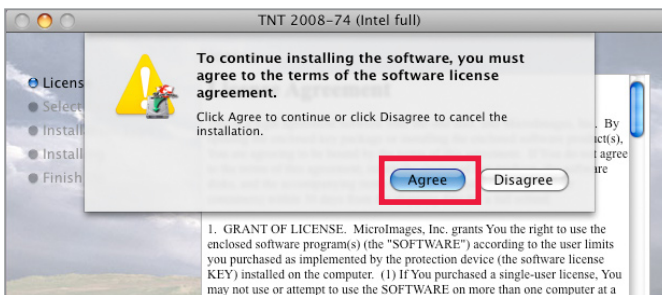 TNT 2008-74 (Intel full)
To continue installing the software, you must
agree to the terms of the software license
agreement.
Click Agree to continue or click Disagree to cancel the
installation.
Agree Disagree
Licens
Select
Install
Install
Finish
Agreement
By
agree
1. GRANT OF LICENSE. MicroImages, Inc. grants You the right to use the
enclosed software program(s) (the "SOFTWARE") according to the user limits
you purchased as implemented by the protection device (the software license
KEY) installed on the computer. (1) If You purchased a single-user license, You
may not use or attempt to use the SOFTWARE on more than one computer at a